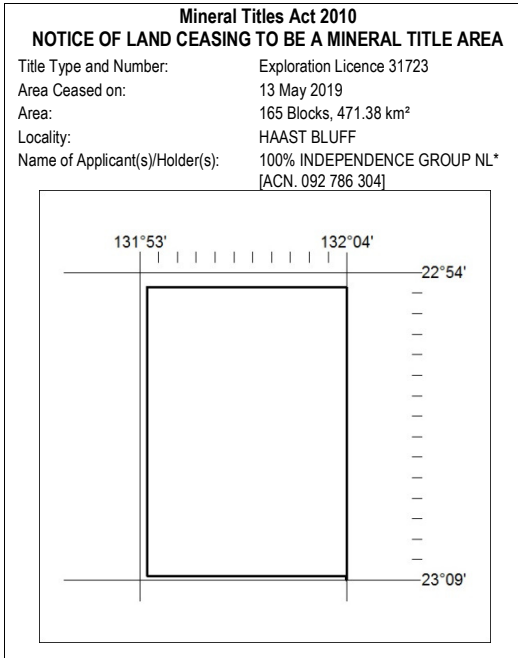 Mineral Titles Act 2010
NOTICE OF LAND CEASING TO BE A MINERAL TITLE AREA
Title Type and Number: Exploration Licence 31723
Area Ceased on: 13 May 2019
Area: 165 Blocks, 471.38 km²
Locality: HAAST BLUFF
Name of Applicant(s)/Holder(s): 100% INDEPENDENCE GROUP NL*
[ACN. 092 786 304]
131°53' 132°04'
22°54'
23°09'